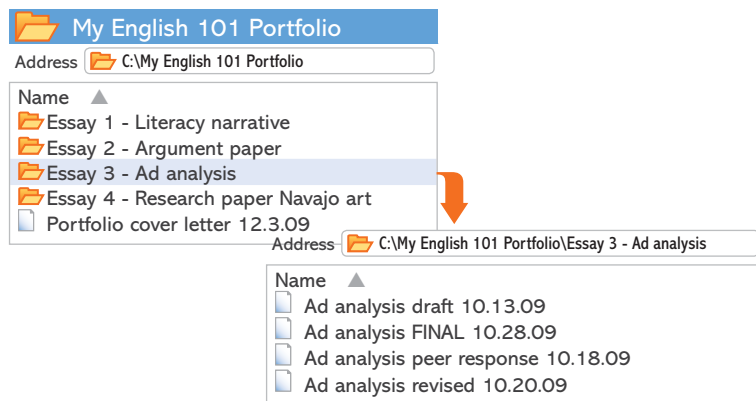 My English 101 Portfolio
Address C:\My English 101 Portfolio
Name
Essay 1 - Literacy narrative
Essay 2 - Argument paper
Essay 3 - Ad analysis
Essay 4 - Research paper Navajo art
Portfolio cover letter 12.3.09
Address C:\My English 101 Portfolio\Essay 3 - Ad analysis
Name
Ad analysis draft 10.13.09
Ad analysis FINAL 10.28.09
Ad analysis peer response 10.18.09
Ad analysis revised 10.20.09